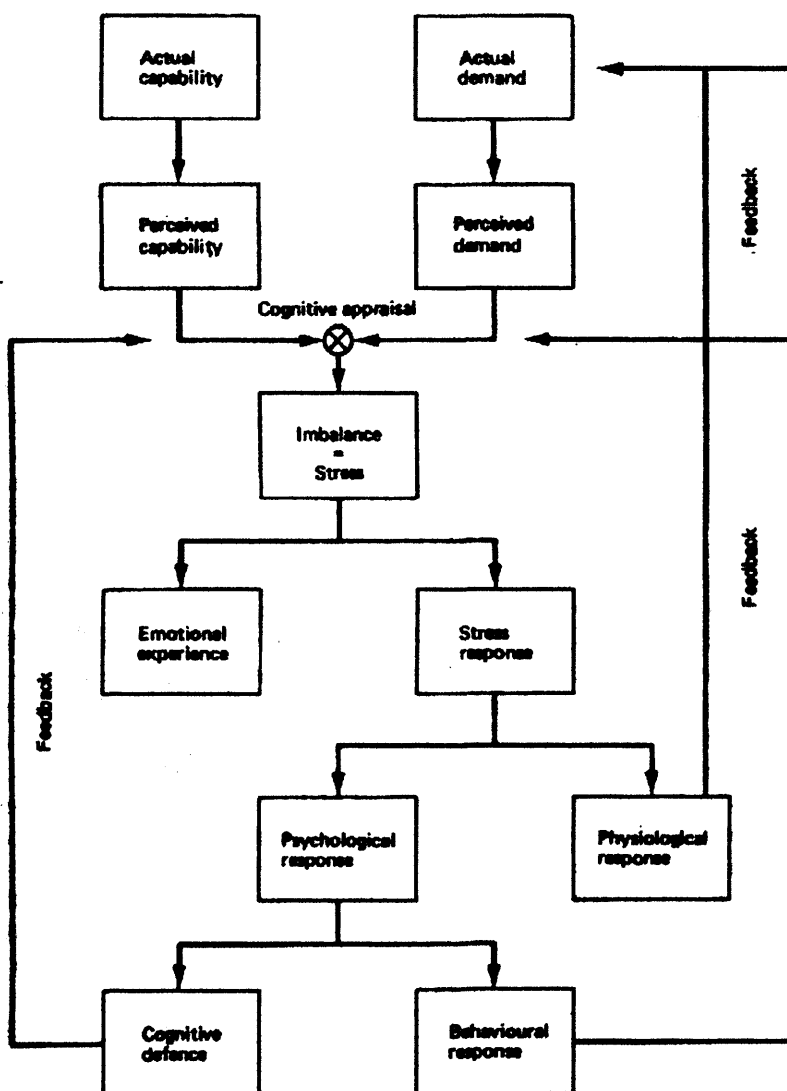 Actual
capability
Actual
demand
Perceived
capability
Perceived
demand
Feedback
Cognitive appraisal
Imbalance
=
Stress
Feedback
Emotional
experience
Stress
response
Feedback
Psychological
response
Physiological
response
Cognitive
defence
Behavioural
response